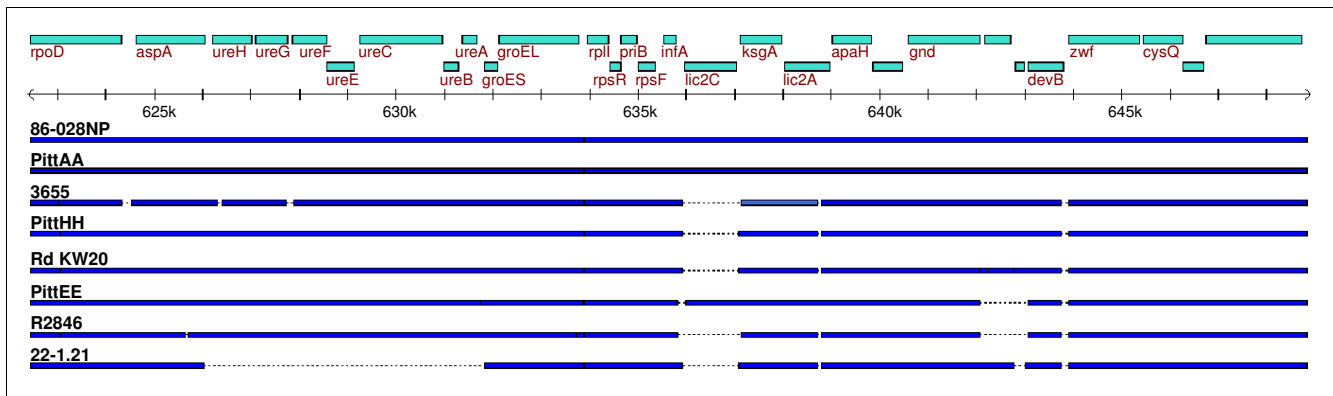 rpoD aspA ureH ureG ureF ureC ureA groEL rplI priB infA ksgA apaH gnd zwf cysQ
ureE ureB groES rpsR rpsF lic2C lic2A devB
625k 630k 635k 640k 645k
86-028NP
PittAA
3655
PittHH
Rd KW20
PittEE
R2846
22-1.21